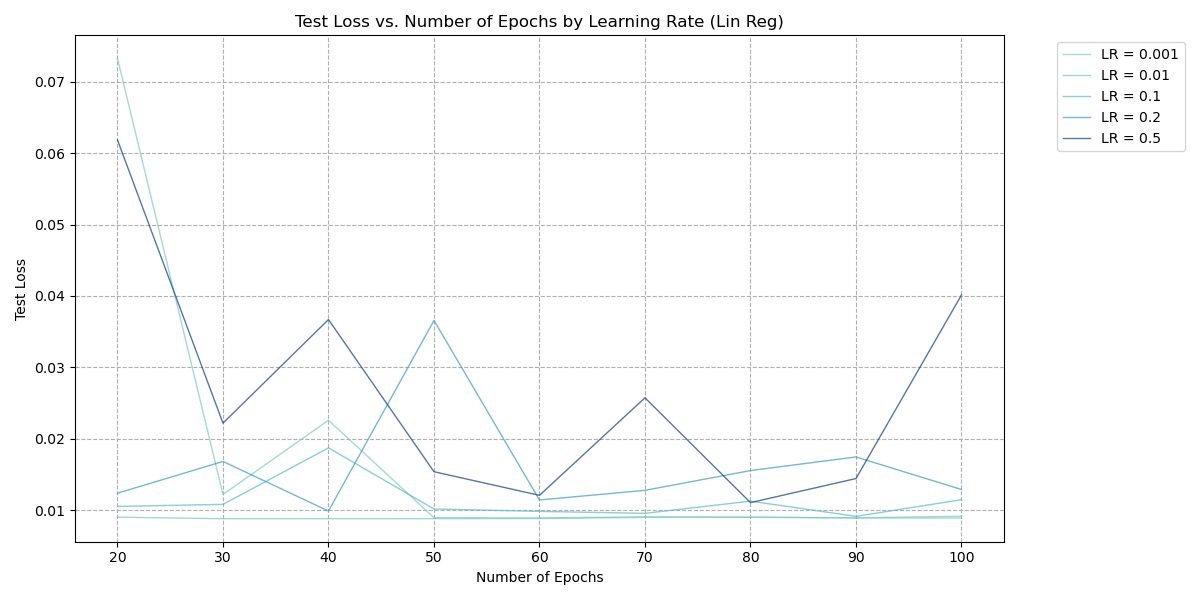 Test Loss vs. Number of Epochs by Learning Rate (Lin Reg)
LR = 0.001
LR = 0.01
LR = 0.1
LR = 0.2
LR = 0.5
0.07
0.06
0.05
0.04
0.03
0.02
0.01
Test Loss
20 30 40 50 60 70 80 90 100
Number of Epochs